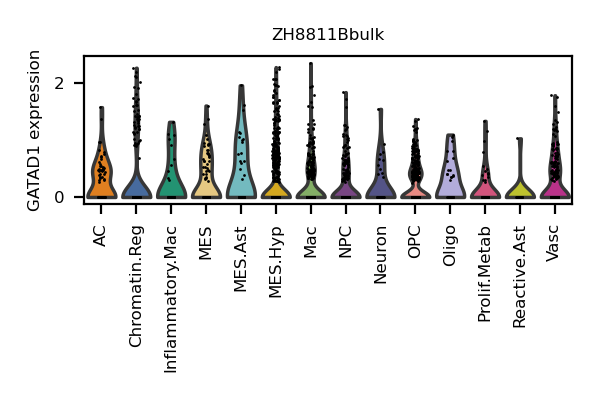 ZH8811Bbulk
GATAD1 expression
2
0
AC
Chromatin.Reg
Inflammatory.Mac
MES
MES.Ast
MES.Hyp
Mac
NPC
Neuron
OPC
Oligo
Prolif.Metab
Reactive.Ast
Vasc